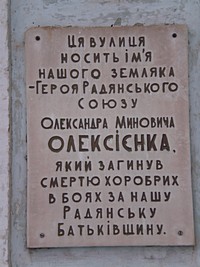 Ця вулиця
носить ім'я
нашого земляка
-Героя Радянського
Союзу
Олександра Миновича
Олексієнка,
який загинув
смертю хоробрих
в боях за нашу
Радянську
Батьківщину.